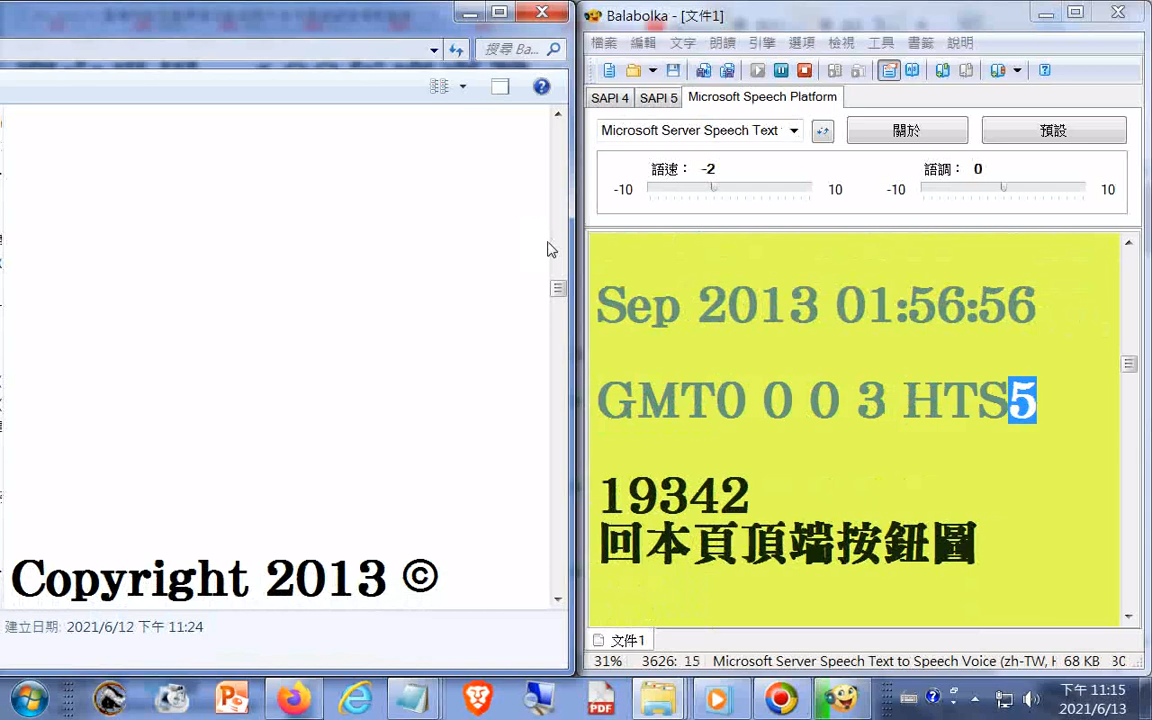 搜尋 Ba...
Copyright 2013 ©
建立日期: 2021/6/12 下午 11:24
Balabolka - [文件1]
檔案 編輯 文字 朗讀 引擎 選項 檢視 工具 書籤 說明
SAPI 4 SAPI 5 Microsoft Speech Platform
Microsoft Server Speech Text
關於
預設
語速： -2
語調： 0
-10 10 -10 10
Sep 2013 01:56:56
GMT0 0 0 3 HTS5
19342
回本頁頂端按鈕圖
文件1
31% 3626: 15 Microsoft Server Speech Text to Speech Voice (zh-TW, H 68 KB 30
PDF
下午 11:15
2021/6/13